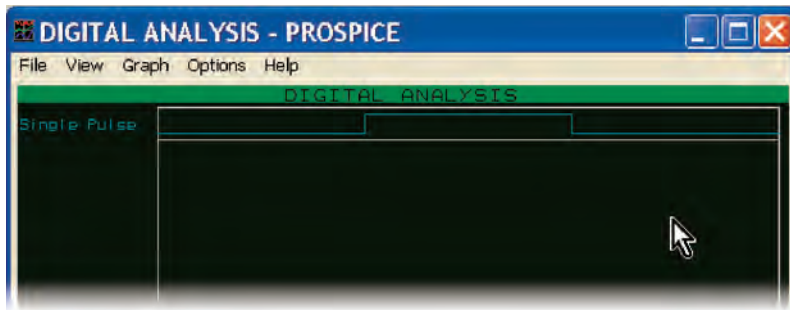 DIGITAL ANALYSIS - PROSPICE
File View Graph Options Help
DIGITAL ANALYSIS
Single Pulse